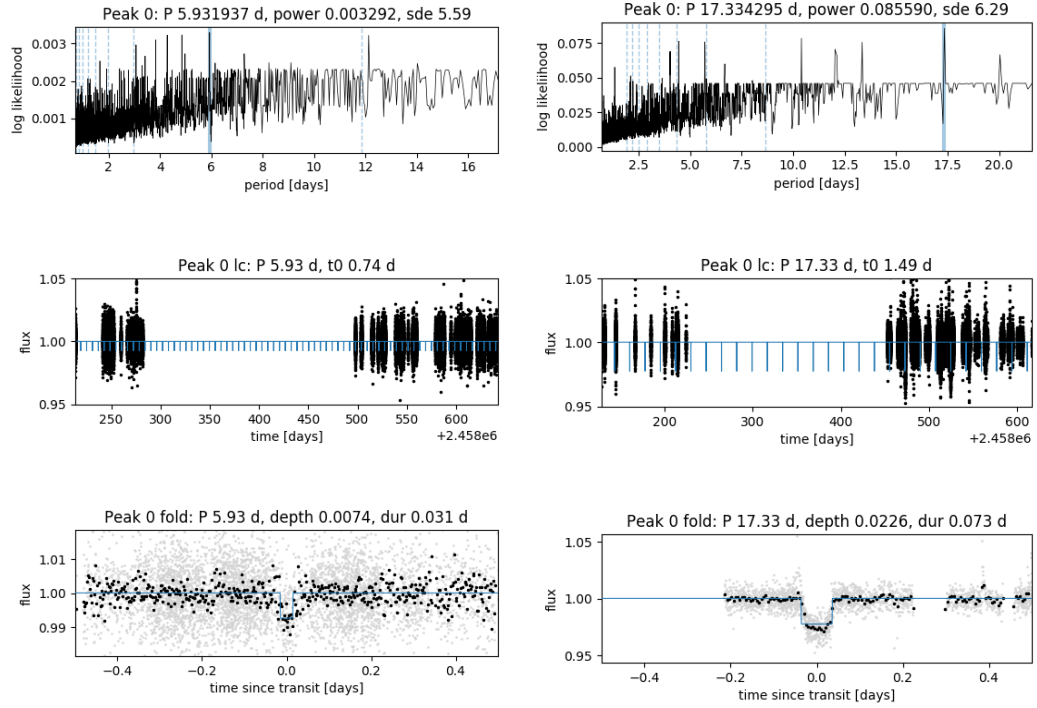 Peak 0: P 5.931937 d, power 0.003292, sde 5.59
log likeliihood
0.003
0.002
0.001
2 4 6 8 10 12 14 16
period [days]
Peak 0: P 17.334295 d, power 0.085590, sde 6.29
log likeliihood
0.075
0.050
0.025
0.000
2.5 5.0 7.5 10.0 12.5 15.0 17.5 20.0
period [days]
Peak 0 lc: P 5.93 d, t0 0.74 d
flux
1.05
1.00
0.95
250 300 350 400 450 500 550 600
time [days]
+2.458e6
Peak 0 lc: P 17.33 d, t0 1.49 d
flux
1.05
1.00
0.95
200 300 400 500 600
time [days]
+2.458e6
Peak 0 fold: P 5.93 d, depth 0.0074, dur 0.031 d
flux
1.01
1.00
0.99
−0.4 −0.2 0.0 0.2 0.4
time since transit [days]
Peak 0 fold: P 17.33 d, depth 0.0226, dur 0.073 d
flux
1.05
1.00
0.95
−0.4 −0.2 0.0 0.2 0.4
time since transit [days]